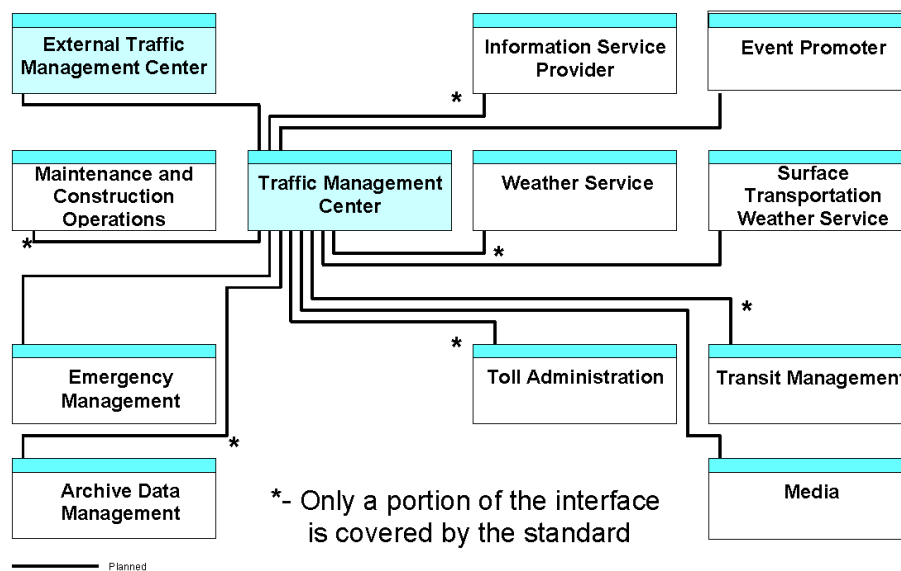 External Traffic
Management Center
Information Service
Provider
Event Promoter
*
Maintenance and
Construction
Operations
Traffic Management
Center
Weather Service
Surface
Transportation
Weather Service
*
*
*
*
Emergency
Management
Toll Administration
Transit Management
*
Archive Data
Management
*- Only a portion of the interface
is covered by the standard
Media
Planned